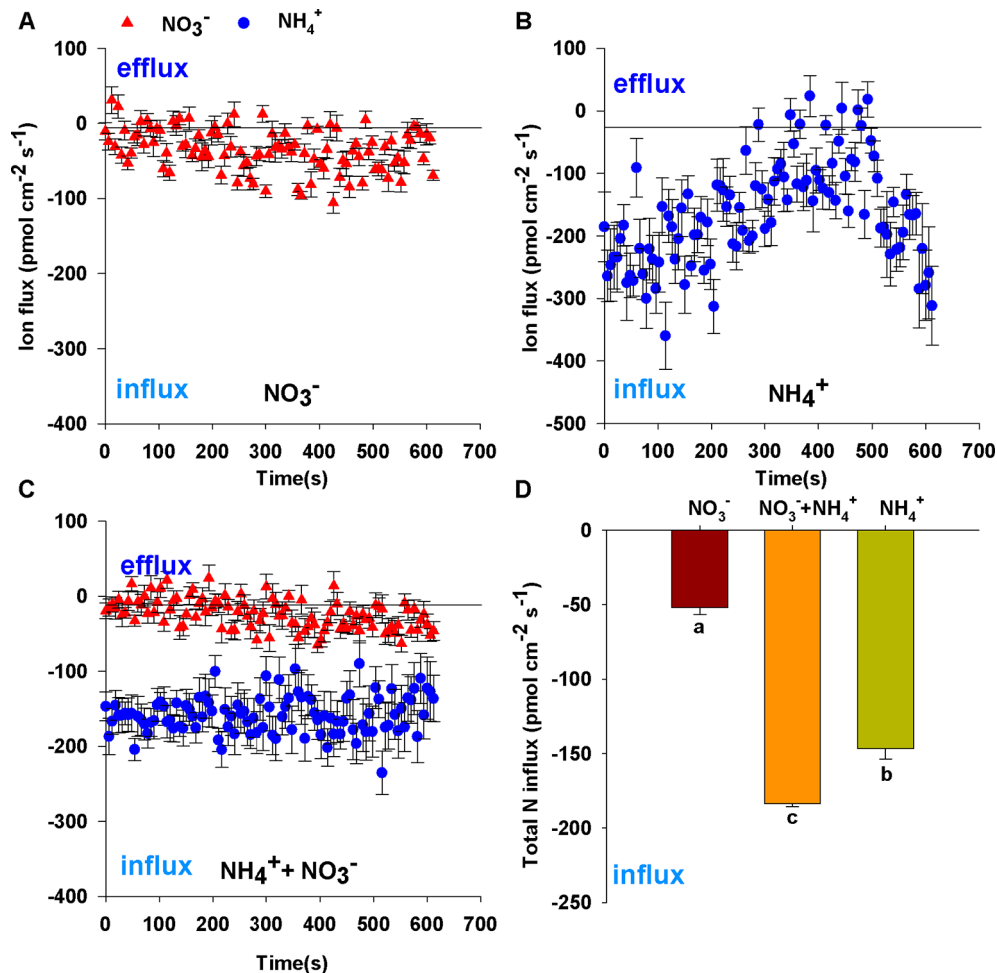 A
NO3- NH4+
Ion flux (pmol cm-2 s-1)
100
0
-100
-200
-300
-400
efflux
influx
NO3-
0 100 200 300 400 500 600 700
Time(s)
B
Ion flux (pmol cm-2 s-1)
100
0
-100
-200
-300
-400
-500
efflux
influx
NH4+
0 100 200 300 400 500 600 700
Time(s)
C
100
0
-100
-200
-300
-400
efflux
influx
NH4+ + NO3-
0 100 200 300 400 500 600 700
Time(s)
D
NO3- NO3-+NH4+ NH4+
Total N influx (pmol cm-2 s-1)
0
-50
-100
-150
-200
-250
a
c
b
influx